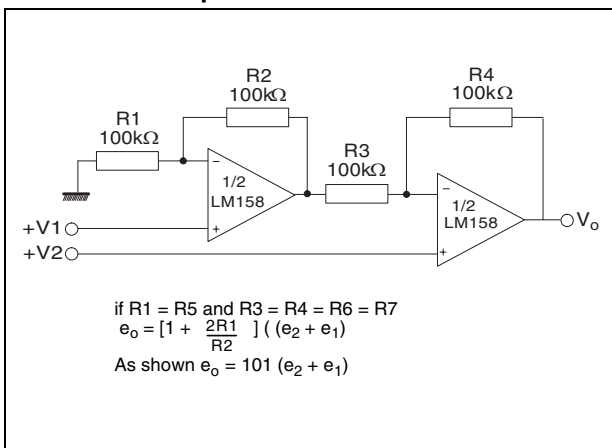 R1
100kΩ
R2
100kΩ
1/2
LM158
R3
100kΩ
R4
100kΩ
1/2
LM158
Vo
+V1
+V2
-
+
-
+
if R1 = R5 and R3 = R4 = R6 = R7
eo = [1 + 2R1/R2 ] ( (e2 + e1)
As shown eo = 101 (e2 + e1)